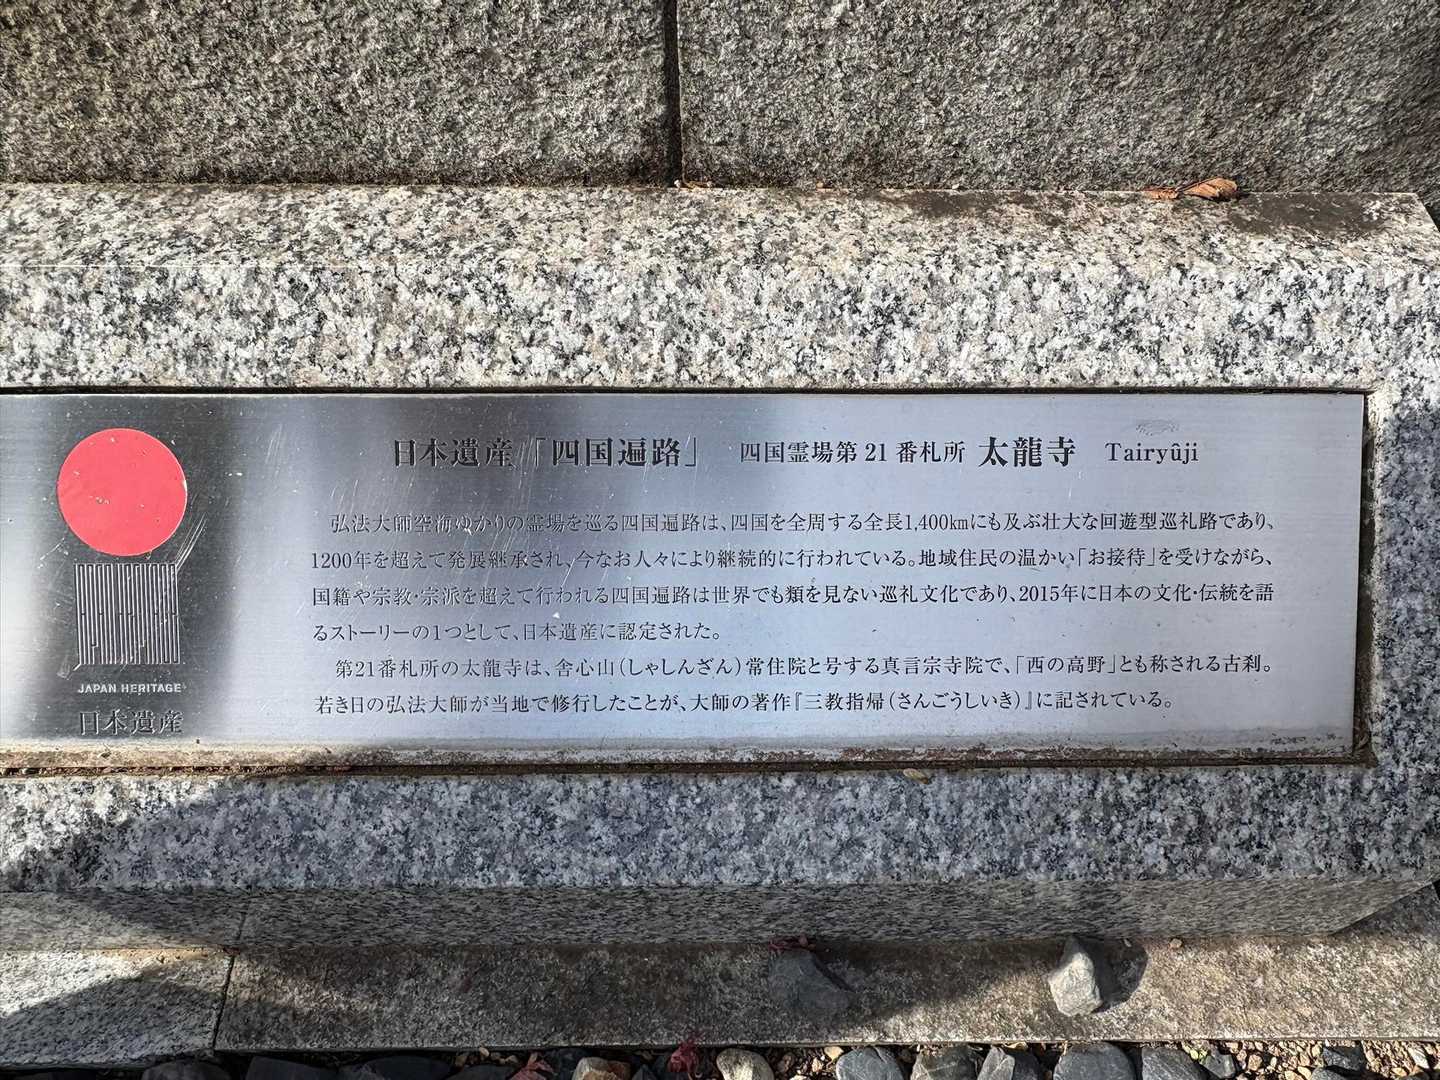 日本遺産「四国遍路」 四国霊場第21番札所 太龍寺 Tairyûji
弘法大師空海ゆかりの霊場を巡る四国遍路は、四国を全周する全長1,400kmにも及ぶ壮大な回遊型巡礼路であり、
1200年を超えて発展継承され、今なお人々により継続的に行われている。地域住民の温かい「お接待」を受けながら、
国籍や宗教・宗派を超えて行われる四国遍路は世界でも類を見ない巡礼文化であり、2015年に日本の文化・伝統を語
るストーリーの1つとして、日本遺産に認定された。
第21番札所の太龍寺は、舎心山(しゃしんざん)常住院と号する真言宗寺院で、「西の高野」とも称される古刹。
若き日の弘法大師が当地で修行したことが、大師の著作『三教指帰(さんごうしいき)』に記されている。
JAPAN HERITAGE
日本遺産